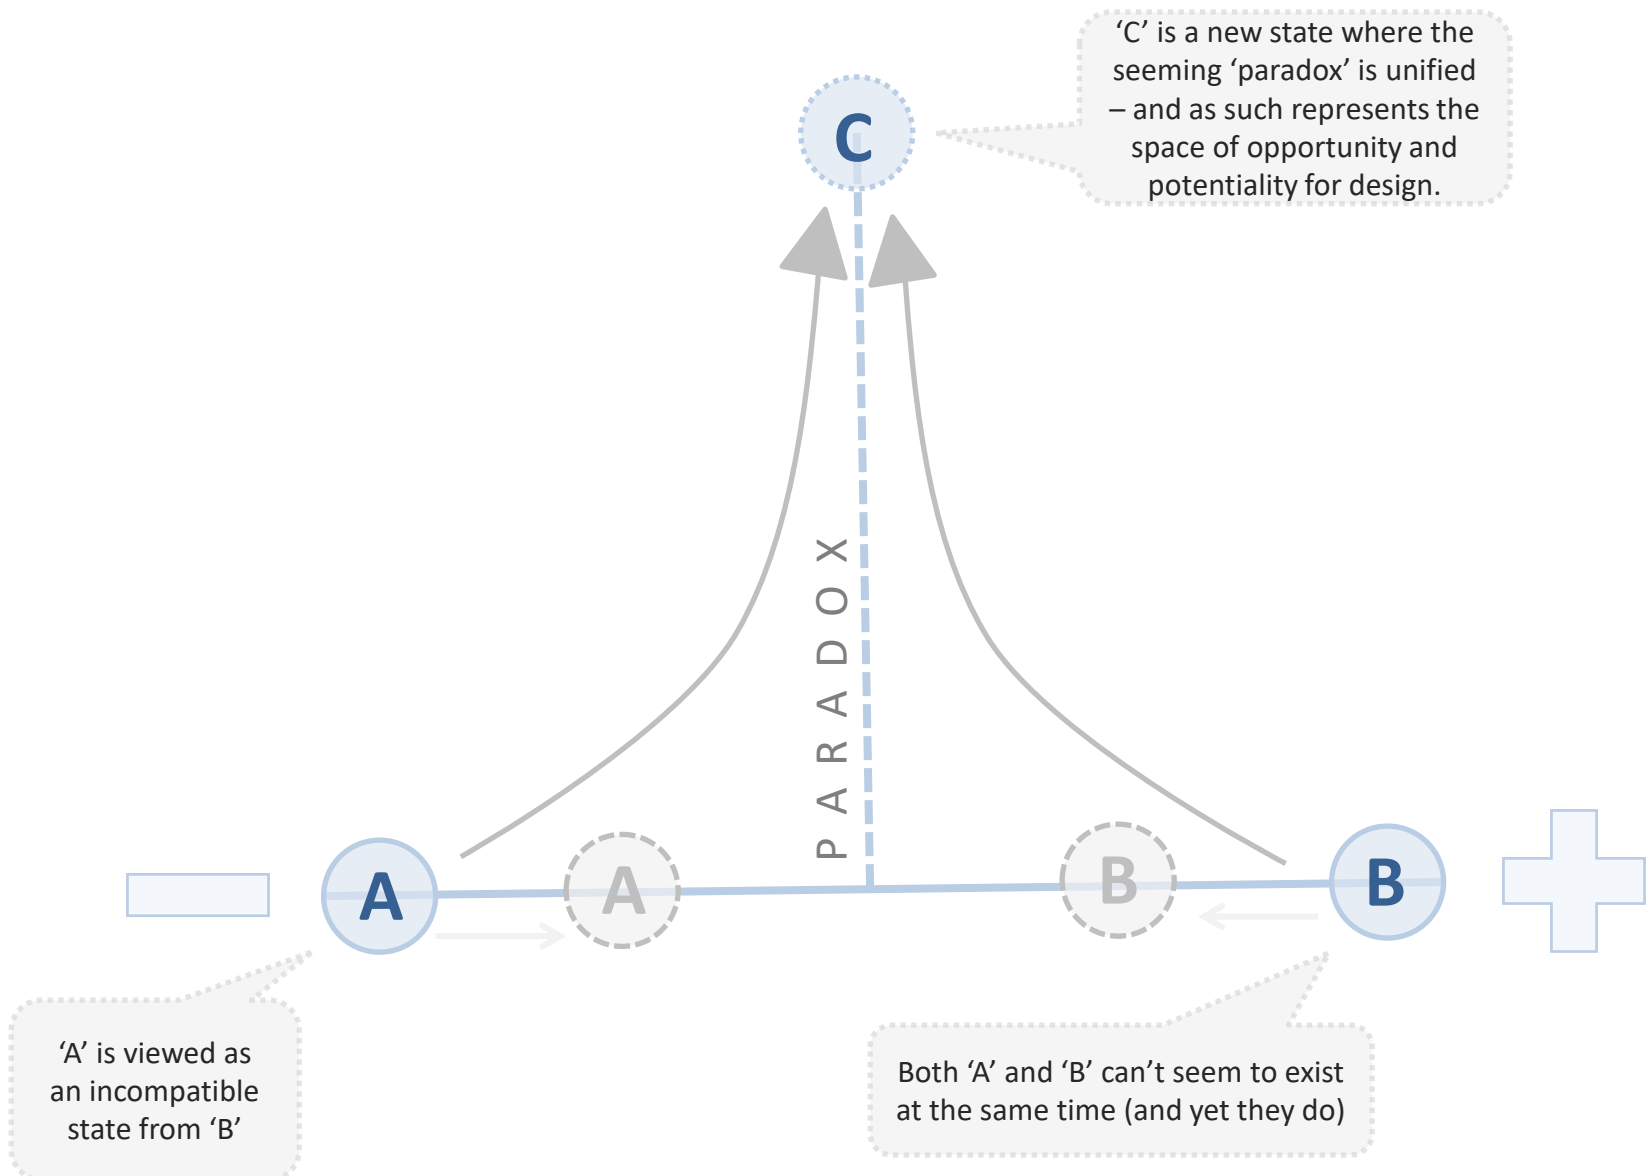 ‘C’ is a new state where the
seeming ‘paradox’ is unified
– and as such represents the
space of opportunity and
potentiality for design.
C
PARADOX
A
A
B
B
‘A’ is viewed as
an incompatible
state from ‘B’
Both ‘A’ and ‘B’ can’t seem to exist
at the same time (and yet they do)